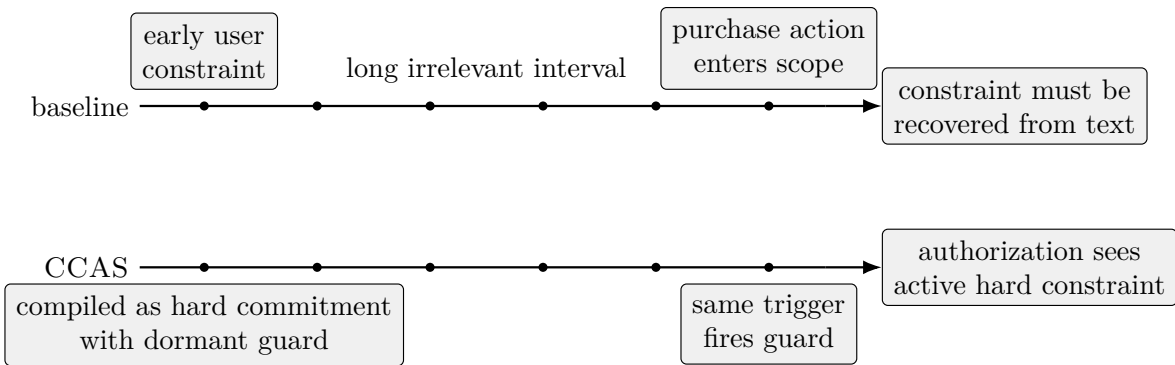 early user
constraint
long irrelevant interval
purchase action
enters scope
baseline
constraint must be
recovered from text
CCAS
authorization sees
active hard constraint
compiled as hard commitment
with dormant guard
same trigger
fires guard